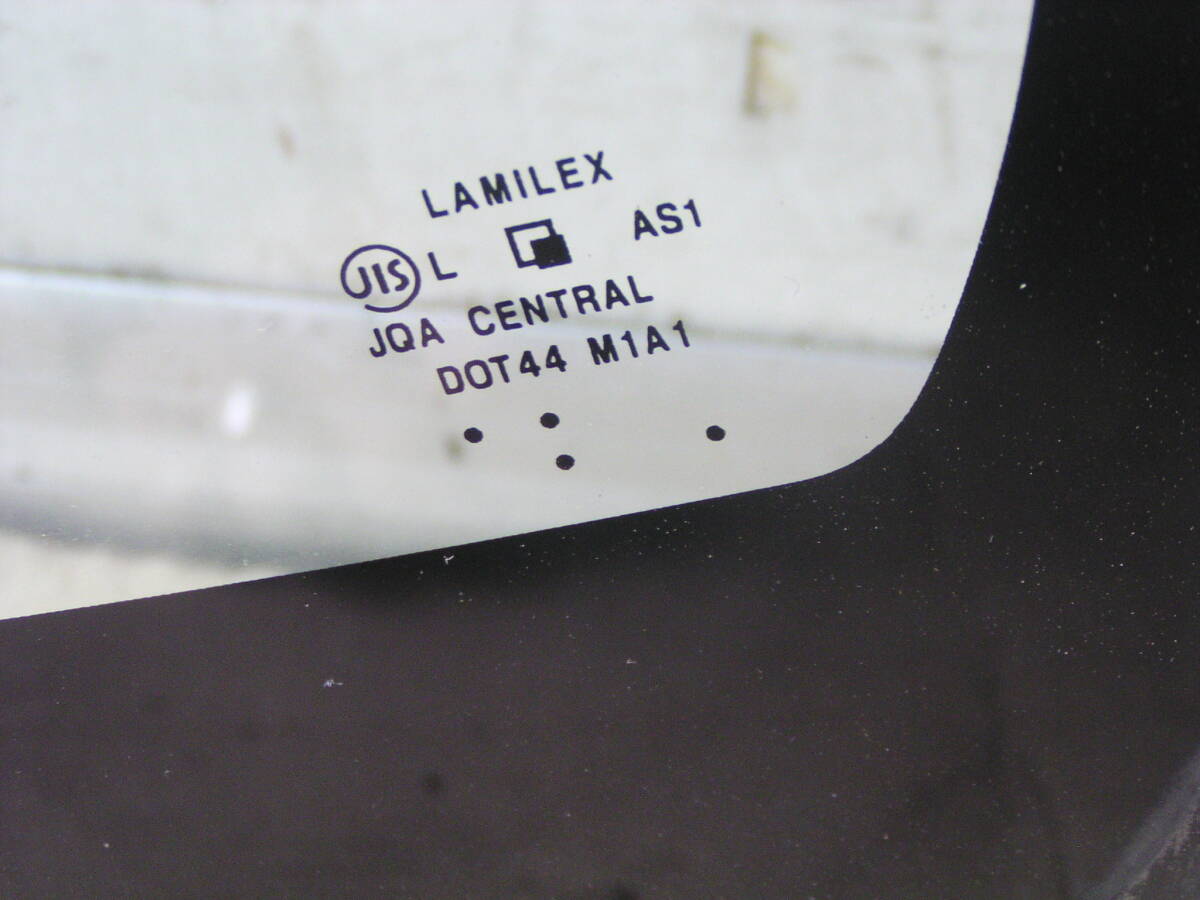 LAMILEX
JIS L AS1
JQA CENTRAL
DOT44 M1A1